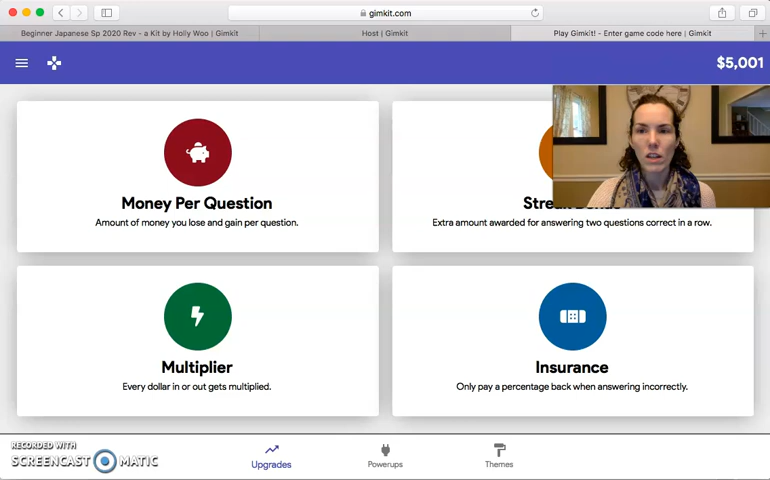 gimkit.com
Beginner Japanese Sp 2020 Rev - a Kit by Holly Woo | Gimkit
Host | Gimkit
Play Gimkit! - Enter game code here | Gimkit
$5,001
Money Per Question
Amount of money you lose and gain per question.
Extra amount awarded for answering two questions correct in a row.
Multiplier
Every dollar in or out gets multiplied.
Insurance
Only pay a percentage back when answering incorrectly.
RECORDED WITH
SCREENCAST MATIC
Upgrades
Powerups
Themes